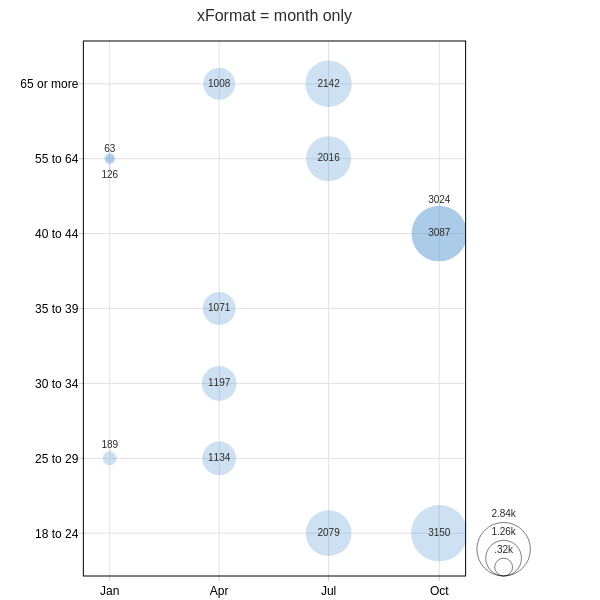 xFormat = month only
65 or more
1008
2142
63
55 to 64
2016
126
3024
40 to 44
3087
35 to 39
1071
30 to 34
1197
189
25 to 29
1134
2.84k
18 to 24
2079
3150
1.26k
.32k
Jan
Apr
Jul
Oct